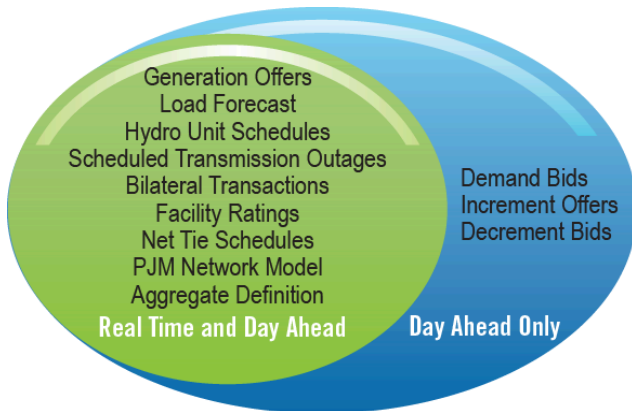 Generation Offers
Load Forecast
Hydro Unit Schedules
Scheduled Transmission Outages
Bilateral Transactions
Facility Ratings
Net Tie Schedules
PJM Network Model
Aggregate Definition
Real Time and Day Ahead
Demand Bids
Increment Offers
Decrement Bids
Day Ahead Only